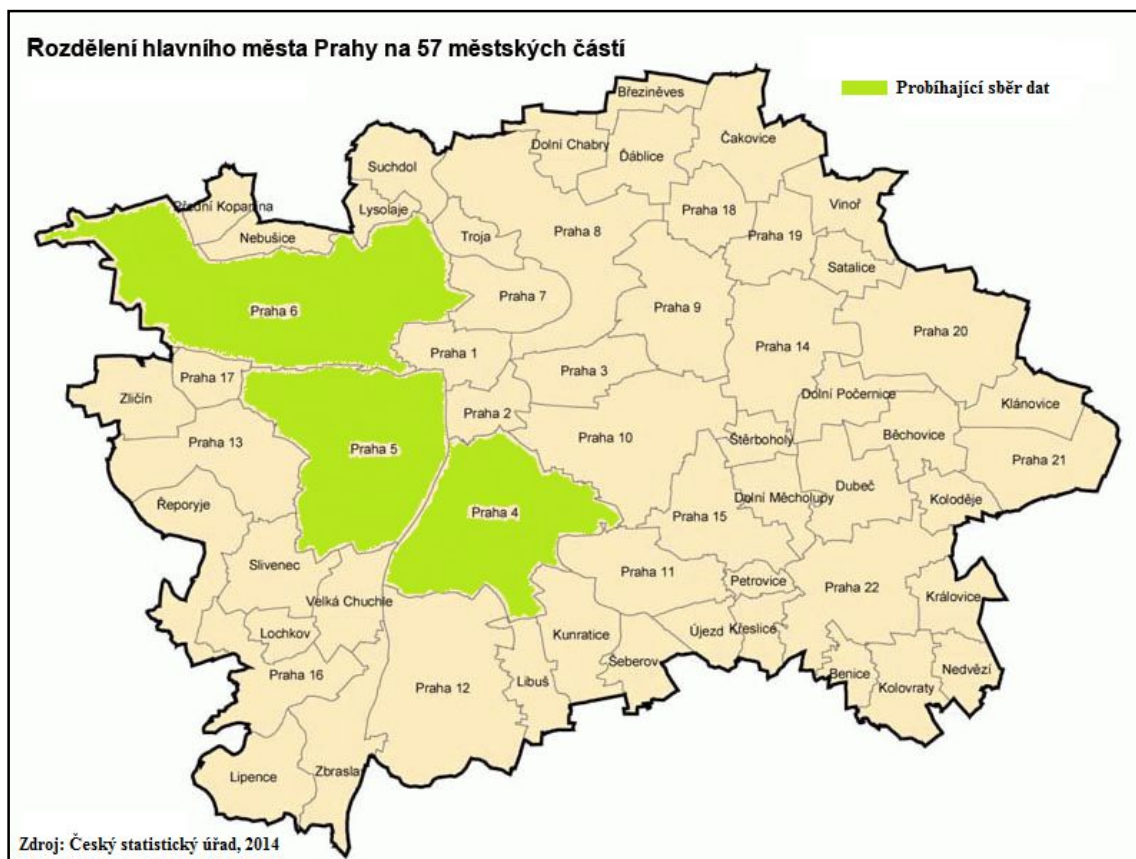 Rozdělení hlavního města Prahy na 57 městských částí
Probíhající sběr dat
Březiněves
Dolní Chabry
Ďáblice
Čakovice
Suchdol
Přední Kopanina
Lysolaje
Nebušice
Troja
Praha 8
Praha 18
Praha 19
Vinoř
Satalice
Praha 6
Praha 7
Praha 9
Praha 20
Praha 14
Praha 1
Praha 3
Praha 17
Zličín
Praha 2
Dolní Počernice
Klánovice
Praha 13
Praha 5
Praha 10
Štěrboholy
Běchovice
Praha 21
Řeporyje
Praha 4
Praha 15
Dolní Měcholupy
Dubeč
Koloděje
Slivenec
Velká Chuchle
Praha 11
Petrovice
Praha 22
Královice
Lochkov
Kunratice
Újezd
Křeslice
Šeberov
Praha 16
Praha 12
Libuš
Benice
Kolovraty
Nedvězí
Lipence
Zbrasla
Zdroj: Český statistický úřad, 2014